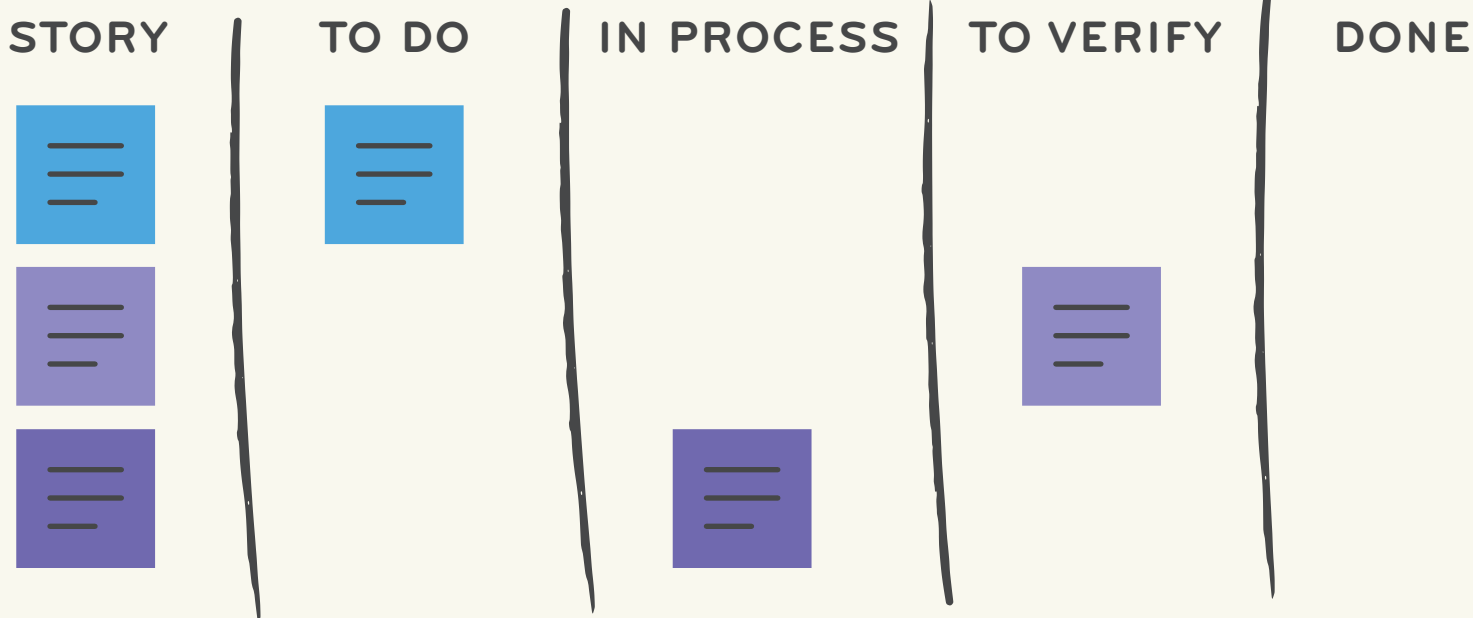 STORY
TO DO
IN PROCESS
TO VERIFY
DONE